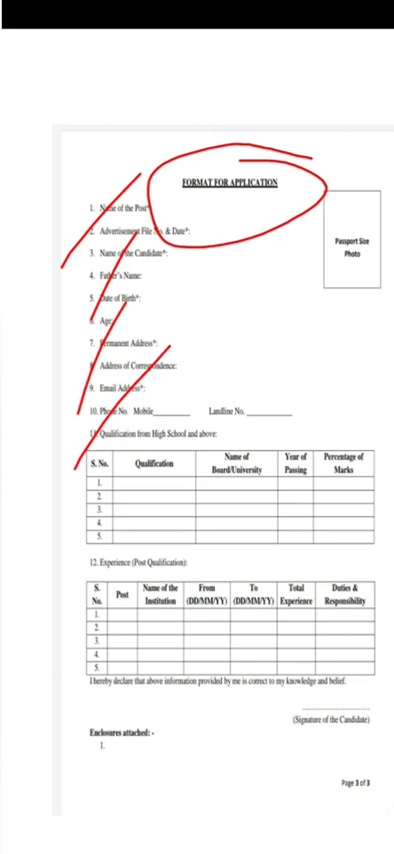 FORMAT FOR APPLICATION
1. Name of the Post*
2. Advertisement File No. & Date*:
3. Name of the Candidate*:
4. Father's Name:
5. Date of Birth*:
6. Age:
7. Permanent Address*:
8. Address of Correspondence:
9. Email Address*:
10. Phone No. Mobile__________ Landline No. ____________
11. Qualification from High School and above:
Passport Size
Photo
S. No. Qualification Name of Board/University Year of Passing Percentage of Marks
1.
2.
3.
4.
5.
12. Experience (Post Qualification):
S. No. Post Name of the Institution From (DD/MM/YY) To (DD/MM/YY) Total Experience Duties & Responsibility
1.
2.
3.
4.
5.
I hereby declare that above information provided by me is correct to my knowledge and belief.
(Signature of the Candidate)
Enclosures attached: -
1.
Page 3 of 3